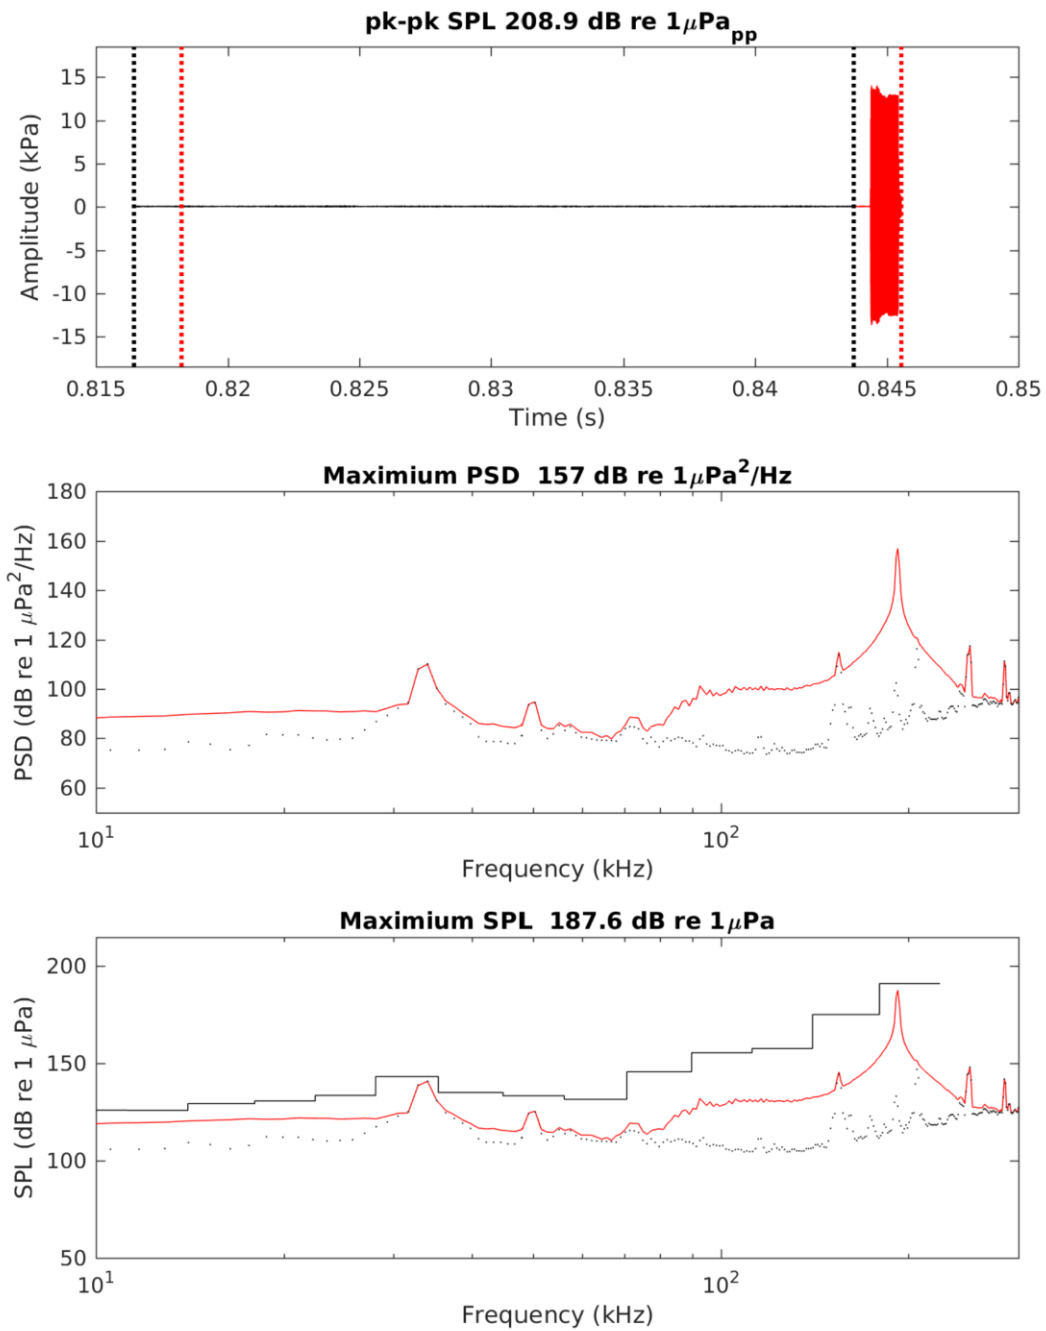 pk-pk SPL 208.9 dB re 1μPapp
15
10
5
0
-5
-10
-15
Amplitude (kPa)
0.815 0.82 0.825 0.83 0.835 0.84 0.845 0.85
Time (s)
Maximium PSD 157 dB re 1μPa²/Hz
180
160
140
120
100
80
60
PSD (dB re 1 μPa²/Hz)
10¹ 10²
Frequency (kHz)
Maximium SPL 187.6 dB re 1μPa
200
150
100
50
SPL (dB re 1 μPa)
10¹ 10²
Frequency (kHz)